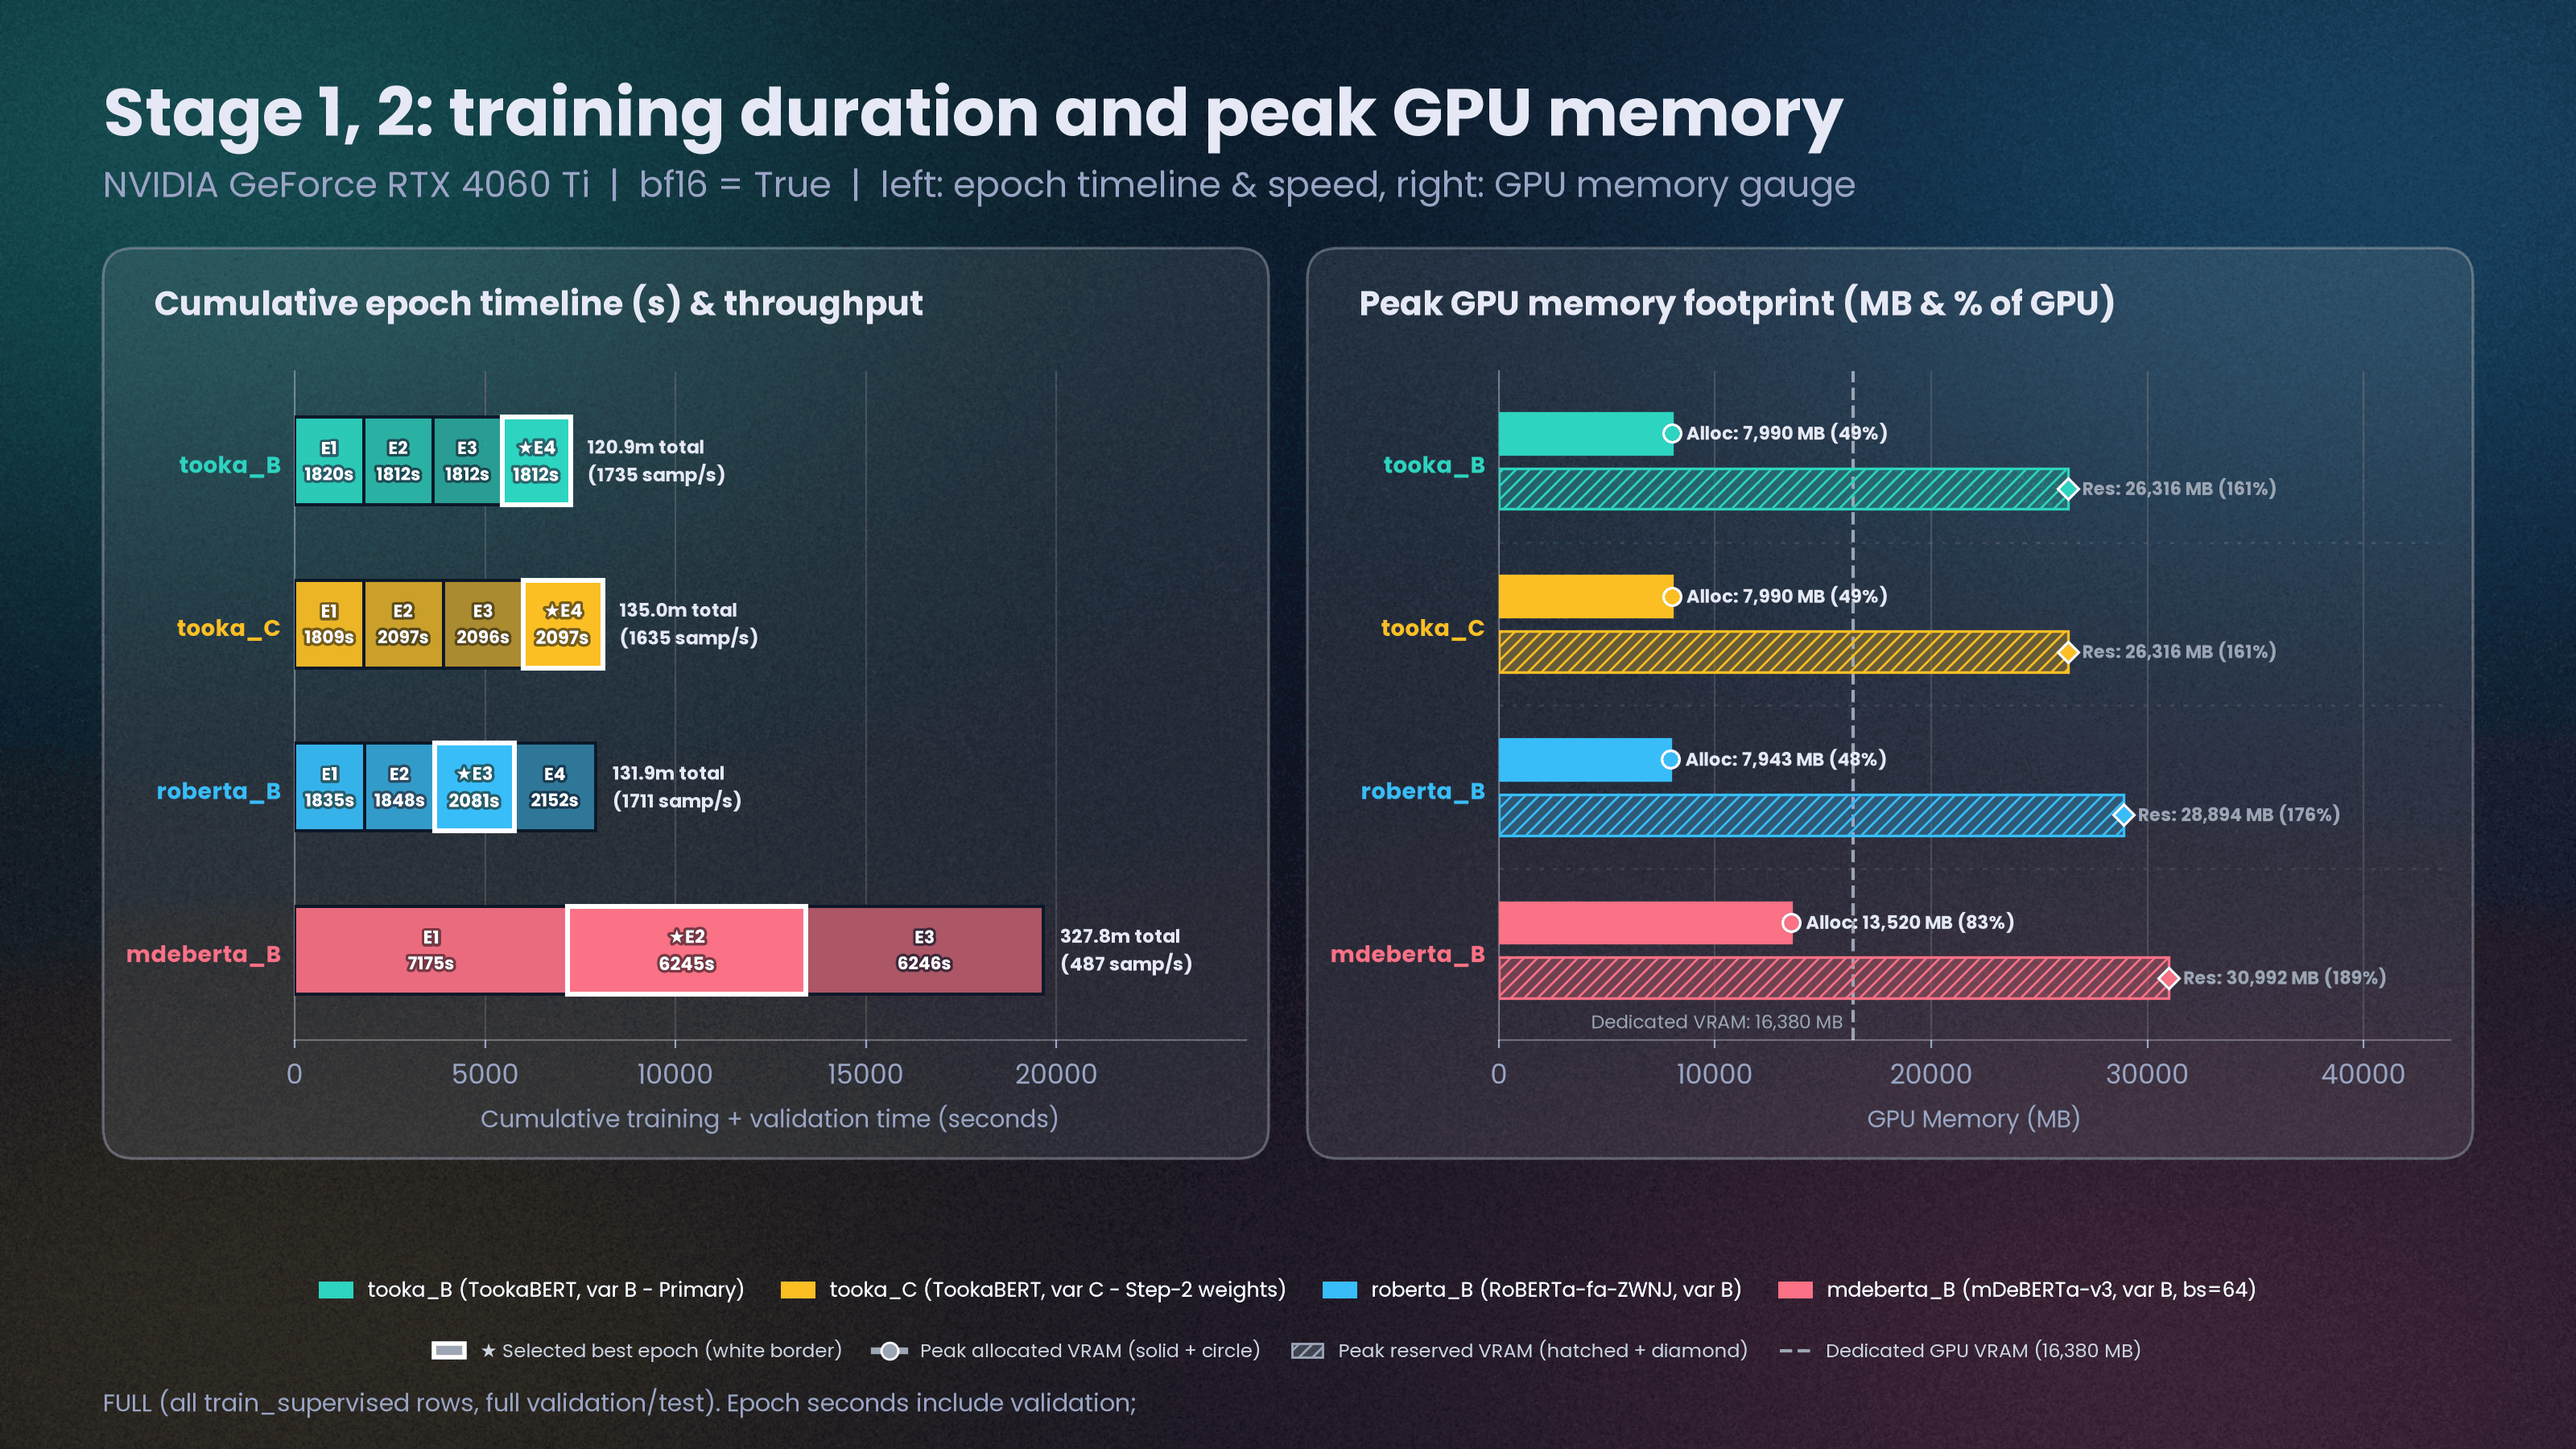 Stage 1, 2: training duration and peak GPU memory
NVIDIA GeForce RTX 4060 Ti | bf16 = True | left: epoch timeline & speed, right: GPU memory gauge
Cumulative epoch timeline (s) & throughput
tooka_B
E1
1820s
E2
1812s
E3
1812s
★E4
1812s
120.9m total
(1735 samp/s)
tooka_C
E1
1809s
E2
2097s
E3
2096s
★E4
2097s
135.0m total
(1635 samp/s)
roberta_B
E1
1835s
E2
1848s
★E3
2081s
E4
2152s
131.9m total
(1711 samp/s)
mdeberta_B
E1
7175s
★E2
6245s
E3
6246s
327.8m total
(487 samp/s)
0 5000 10000 15000 20000
Cumulative training + validation time (seconds)
Peak GPU memory footprint (MB & % of GPU)
tooka_B
Alloc: 7,990 MB (49%)
Res: 26,316 MB (161%)
tooka_C
Alloc: 7,990 MB (49%)
Res: 26,316 MB (161%)
roberta_B
Alloc: 7,943 MB (48%)
Res: 28,894 MB (176%)
mdeberta_B
Alloc: 13,520 MB (83%)
Res: 30,992 MB (189%)
Dedicated VRAM: 16,380 MB
0 10000 20000 30000 40000
GPU Memory (MB)
tooka_B (TookaBERT, var B - Primary)
tooka_C (TookaBERT, var C - Step-2 weights)
roberta_B (RoBERTa-fa-ZWNJ, var B)
mdeberta_B (mDeBERTa-v3, var B, bs=64)
★ Selected best epoch (white border)
Peak allocated VRAM (solid + circle)
Peak reserved VRAM (hatched + diamond)
Dedicated GPU VRAM (16,380 MB)
FULL (all train_supervised rows, full validation/test). Epoch seconds include validation;